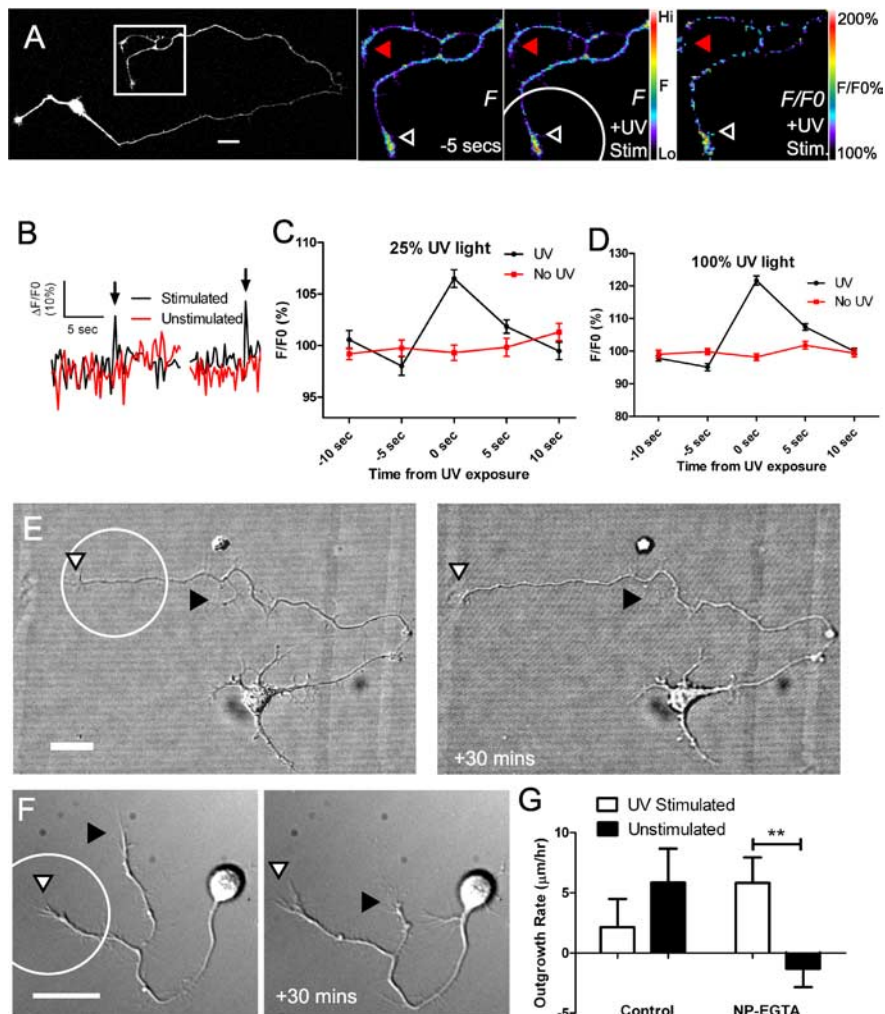 A
F
-5 secs
F
+UV
Stim
Hi
F
Lo
F/F0
+UV
Stim.
200%
F/F0%
100%
B
ΔF/F0
(10%)
5 sec
Stimulated
Unstimulated
C
25% UV light
UV
No UV
F/F0 (%)
110
105
100
95
-10 sec
-5 sec
0 sec
5 sec
10 sec
Time from UV exposure
D
100% UV light
UV
No UV
F/F0 (%)
130
120
110
100
90
80
-10 sec
-5 sec
0 sec
5 sec
10 sec
Time from UV exposure
E
+30 mins
F
+30 mins
G
UV Stimulated
Unstimulated
**
Outgrowth Rate (μm/hr)
10
5
0
-5
Control
NP-EGTA